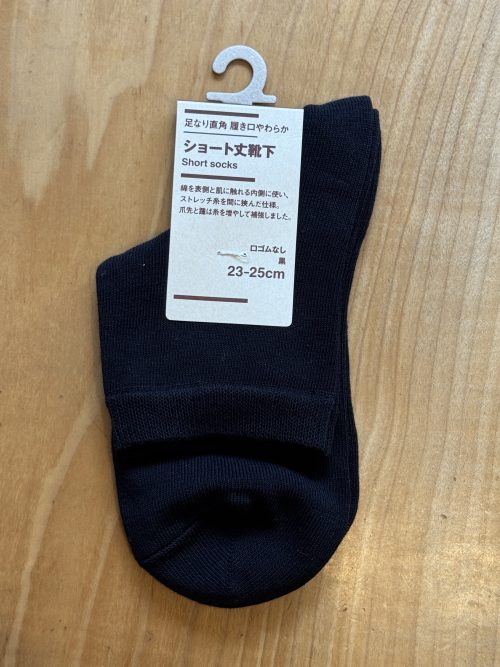 足なり直角 履き口やわらか
ショート丈靴下
Short socks
綿を表側と肌に触れる内側に使い、
ストレッチ糸を間に挟んだ仕様。
爪先と踵は糸を増やして補強しました。
口ゴムなし
黒
23-25cm